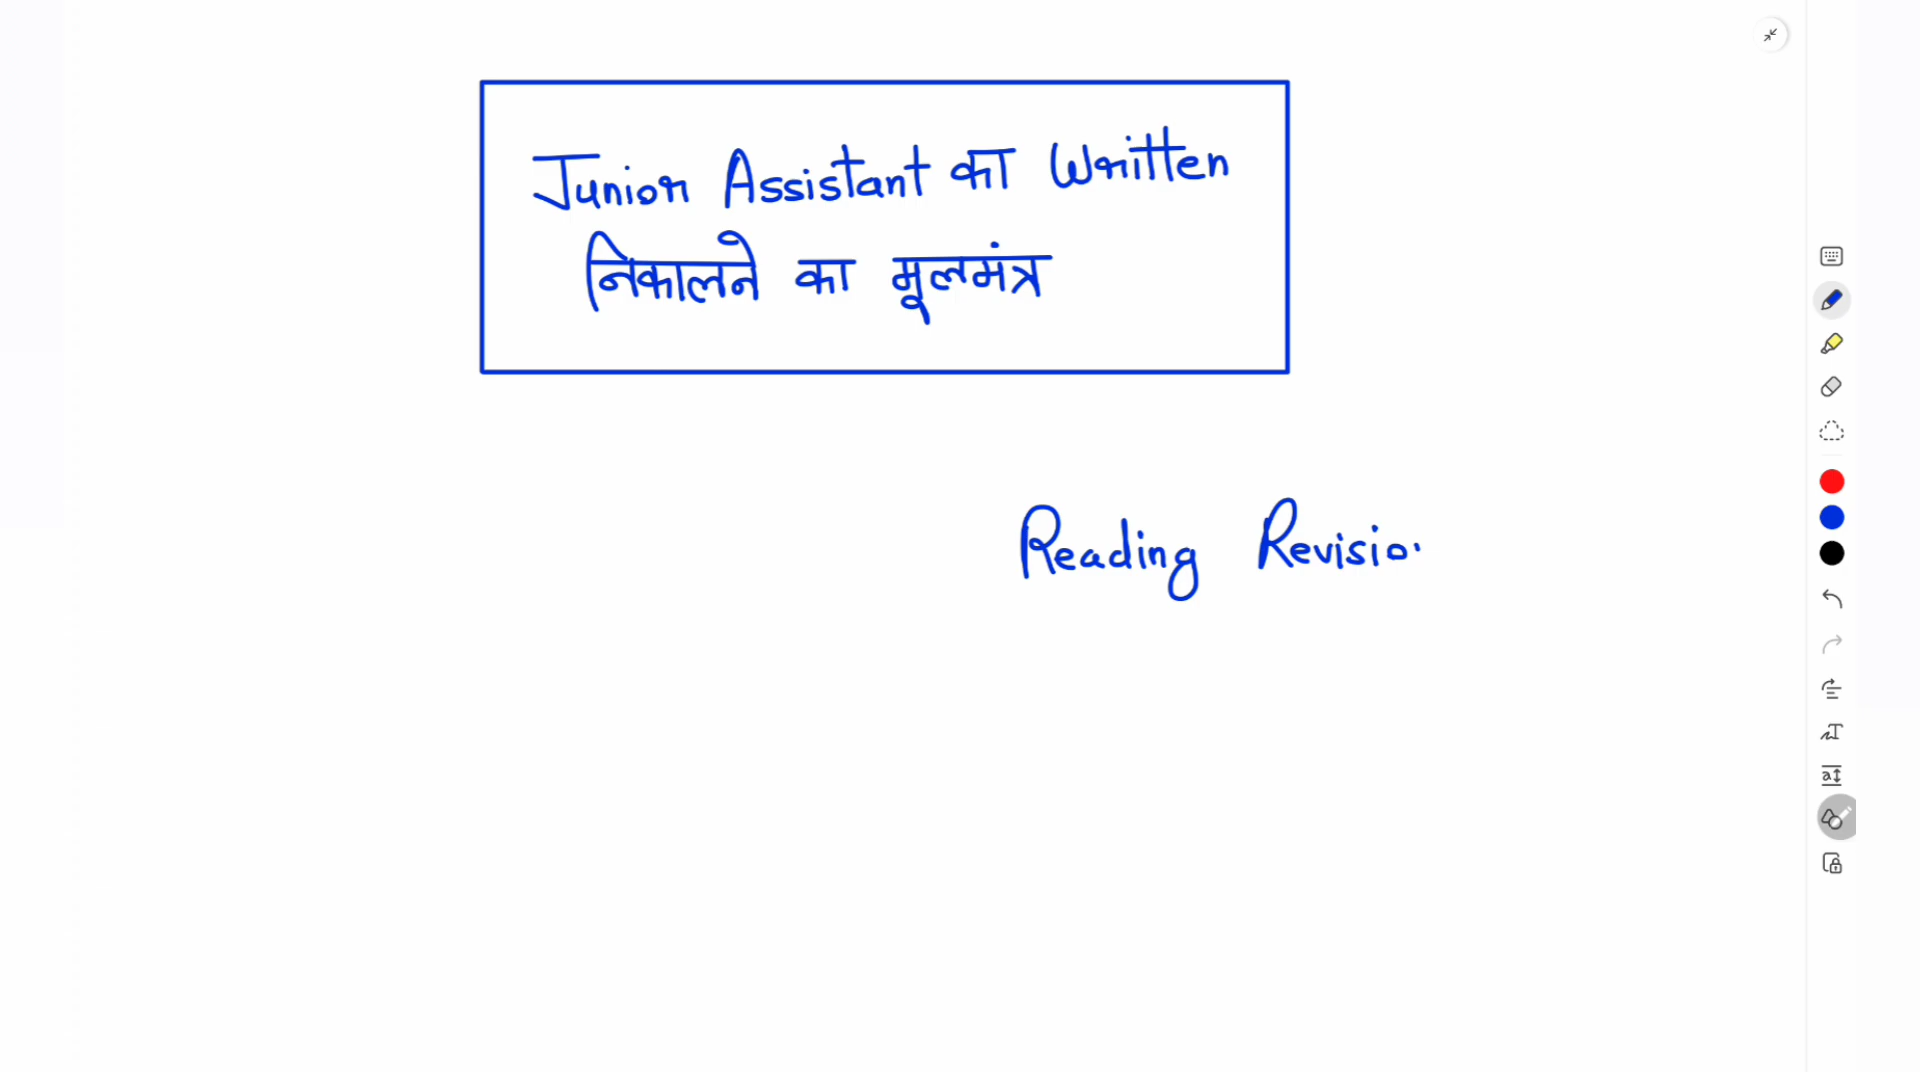 Junior Assistant का Written
निकालने का मूलमंत्र
Reading Revisio